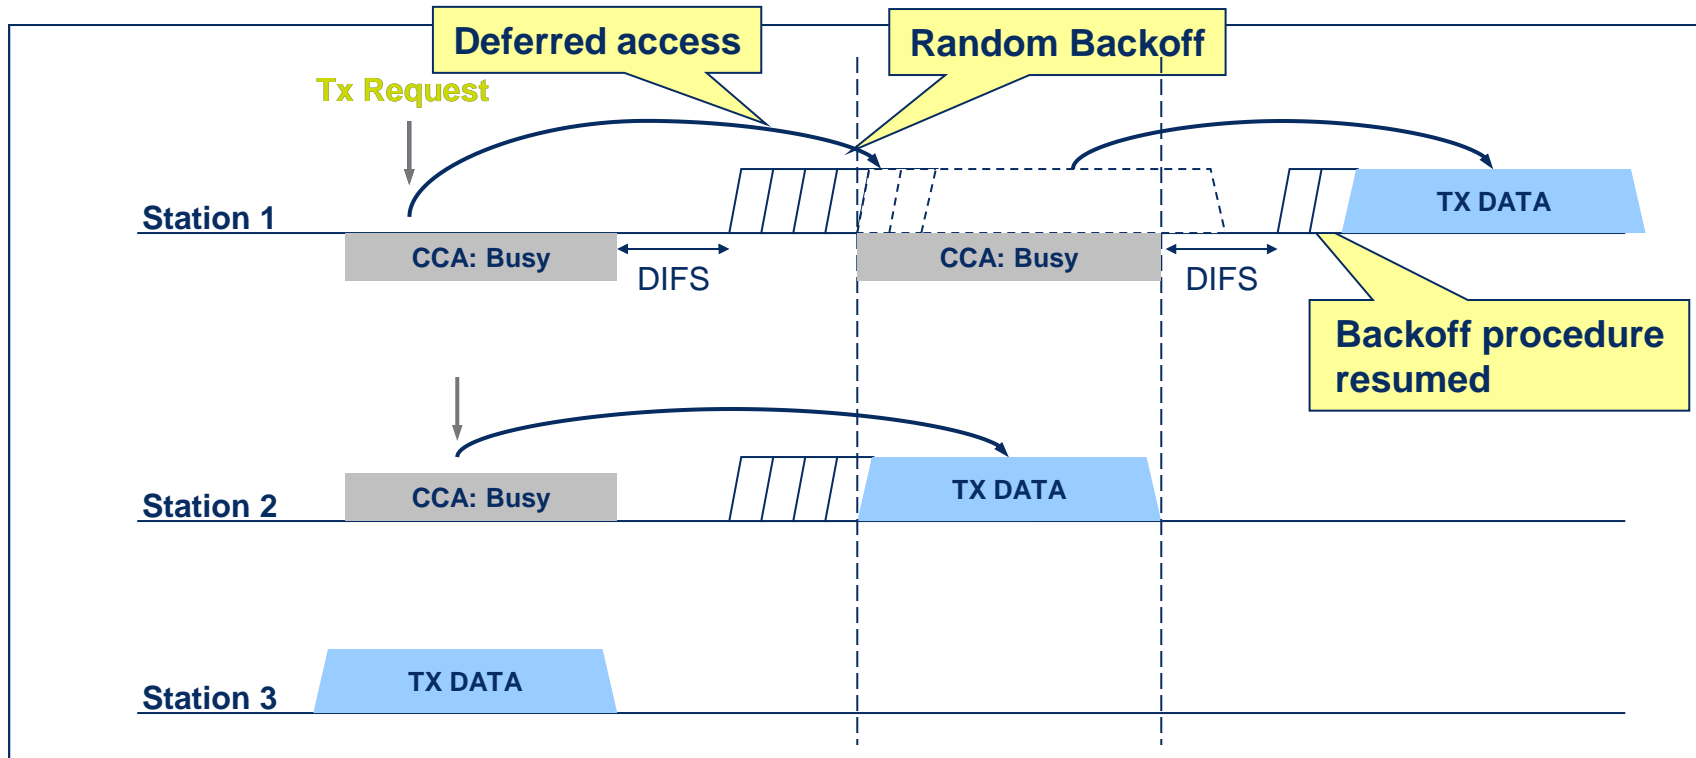 Deferred access
Random Backoff
Tx Request
Station 1
TX DATA
CCA: Busy
CCA: Busy
DIFS
DIFS
Backoff procedure
resumed
Station 2
CCA: Busy
TX DATA
Station 3
TX DATA